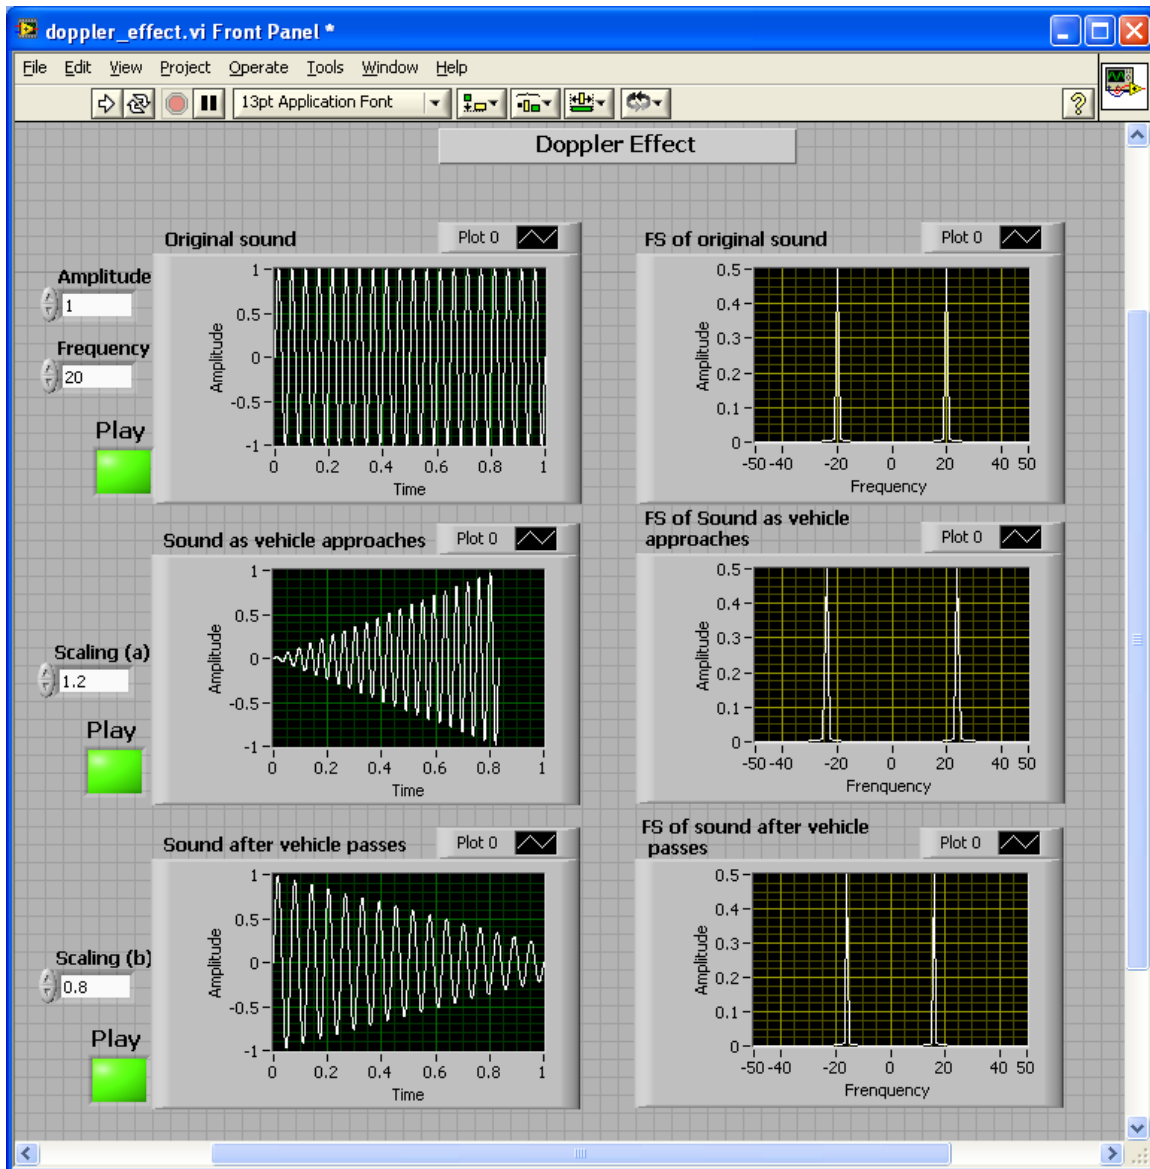 doppler_effect.vi Front Panel *
File Edit View Project Operate Tools Window Help
13pt Application Font
?
Doppler Effect
Original sound
Plot 0
Amplitude
1
Frequency
20
Play
Amplitude
1
0.5
0
-0.5
-1
0 0.2 0.4 0.6 0.8 1
Time
FS of original sound
Plot 0
Amplitude
0.5
0.4
0.3
0.2
0.1
0
-50 -40 -20 0 20 40 50
Frequency
Sound as vehicle approaches
Plot 0
Scaling (a)
1.2
Play
Amplitude
1
0.5
0
-0.5
-1
0 0.2 0.4 0.6 0.8 1
Time
FS of Sound as vehicle
approaches
Plot 0
Amplitude
0.5
0.4
0.3
0.2
0.1
0
-50 -40 -20 0 20 40 50
Frenquency
Sound after vehicle passes
Plot 0
Scaling (b)
0.8
Play
Amplitude
1
0.5
0
-0.5
-1
0 0.2 0.4 0.6 0.8 1
Time
FS of sound after vehicle
passes
Plot 0
Amplitude
0.5
0.4
0.3
0.2
0.1
0
-50 -40 -20 0 20 40 50
Frenquency